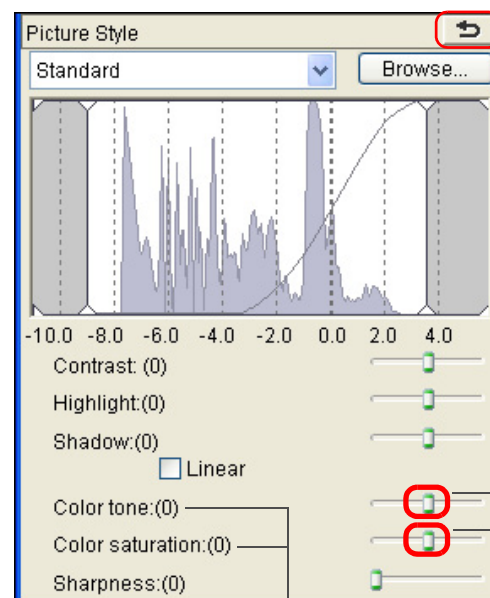 Picture Style
Standard Browse...
-10.0 -8.0 -6.0 -4.0 -2.0 0.0 2.0 4.0
Contrast: (0)
Highlight:(0)
Shadow:(0)
Linear
Color tone:(0)
Color saturation:(0)
Sharpness:(0)